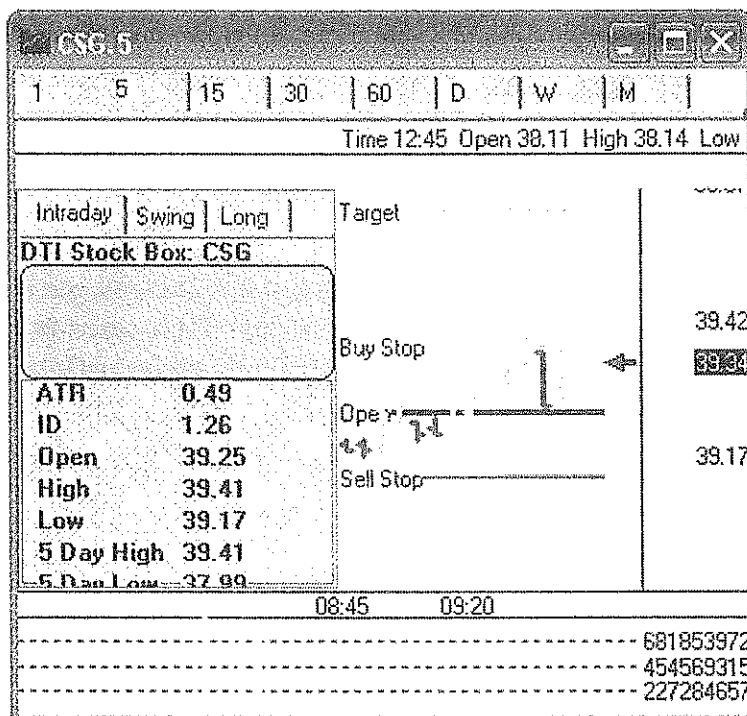 CSG.5
1 5 15 30 60 D W M
Time 12:45 Open 38.11 High 38.14 Low
Intraday Swing Long
DTI Stock Box: CSG
ATR 0.49
ID 1.26
Open 39.25
High 39.41
Low 39.17
5 Day High 39.41
5 Day Low 37.99
Target
Buy Stop
Sell Stop
39.42
39.34
39.17
08:45 09:20
681853972
454569315
227284657